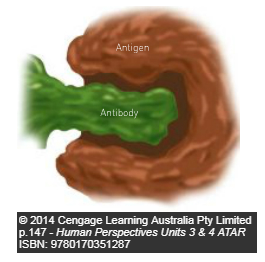 Antigen
Antibody
© 2014 Cengage Learning Australia Pty Limited
p.147 - Human Perspectives Units 3 & 4 ATAR
ISBN: 9780170351287